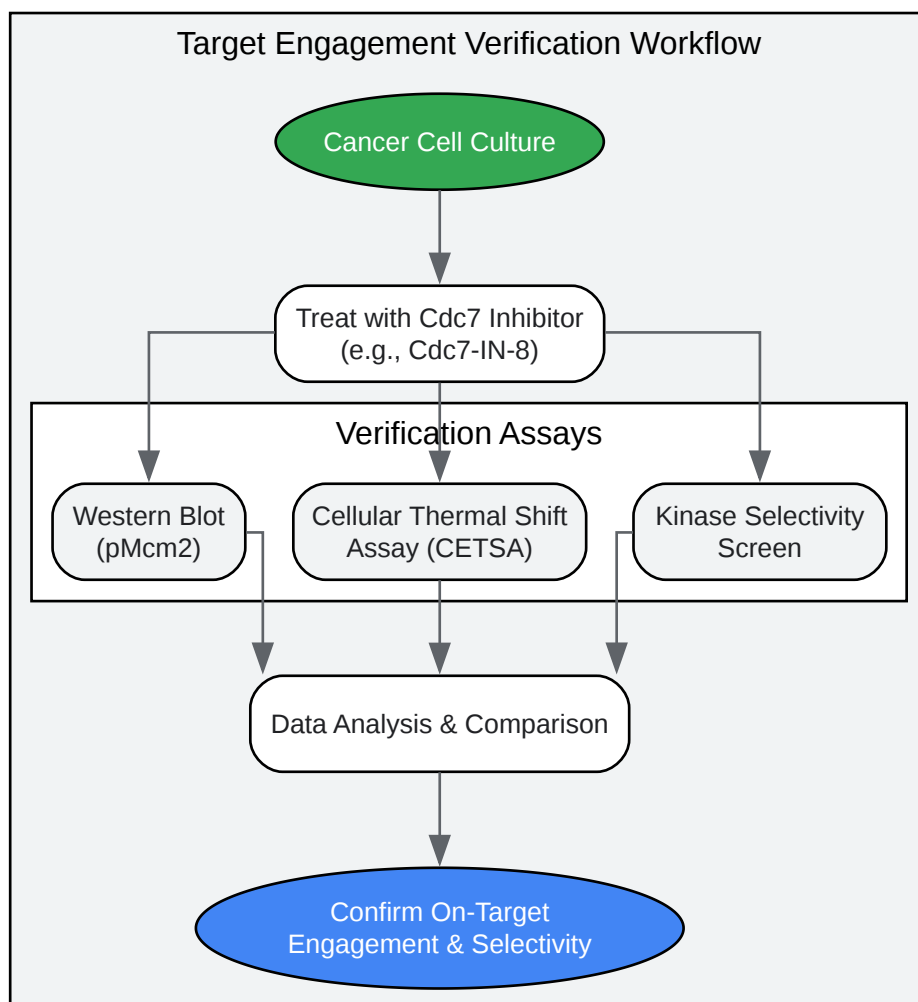 Target Engagement Verification Workflow
Cancer Cell Culture
Treat with Cdc7 Inhibitor
(e.g., Cdc7-IN-8)
Verification Assays
Western Blot
(pMcm2)
Cellular Thermal Shift
Assay (CETSA)
Kinase Selectivity
Screen
Data Analysis & Comparison
Confirm On-Target
Engagement & Selectivity